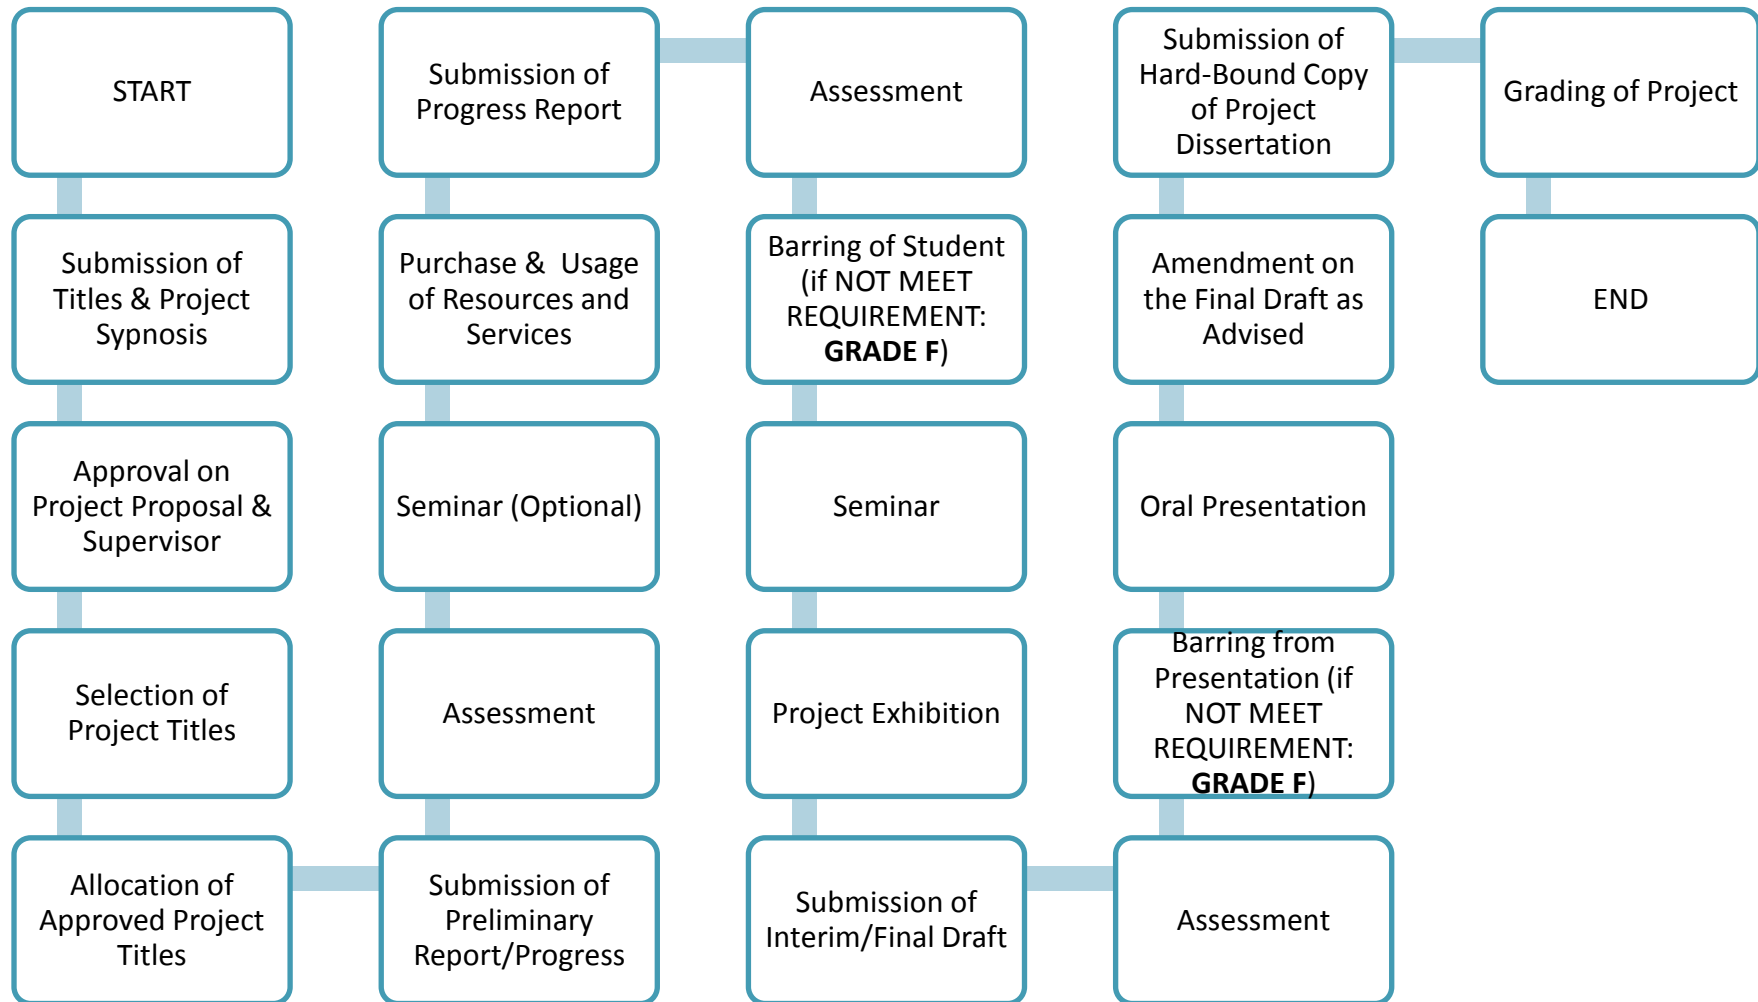 START
Submission of
Titles & Project
Sypnosis
Approval on
Project Proposal &
Supervisor
Selection of
Project Titles
Allocation of
Approved Project
Titles
Submission of
Preliminary
Report/Progress
Assessment
Seminar (Optional)
Purchase & Usage
of Resources and
Services
Submission of
Progress Report
Assessment
Barring of Student
(if NOT MEET
REQUIREMENT:
GRADE F)
Seminar
Project Exhibition
Submission of
Interim/Final Draft
Assessment
Barring from
Presentation (if
NOT MEET
REQUIREMENT:
GRADE F)
Oral Presentation
Amendment on
the Final Draft as
Advised
Submission of
Hard-Bound Copy
of Project
Dissertation
Grading of Project
END